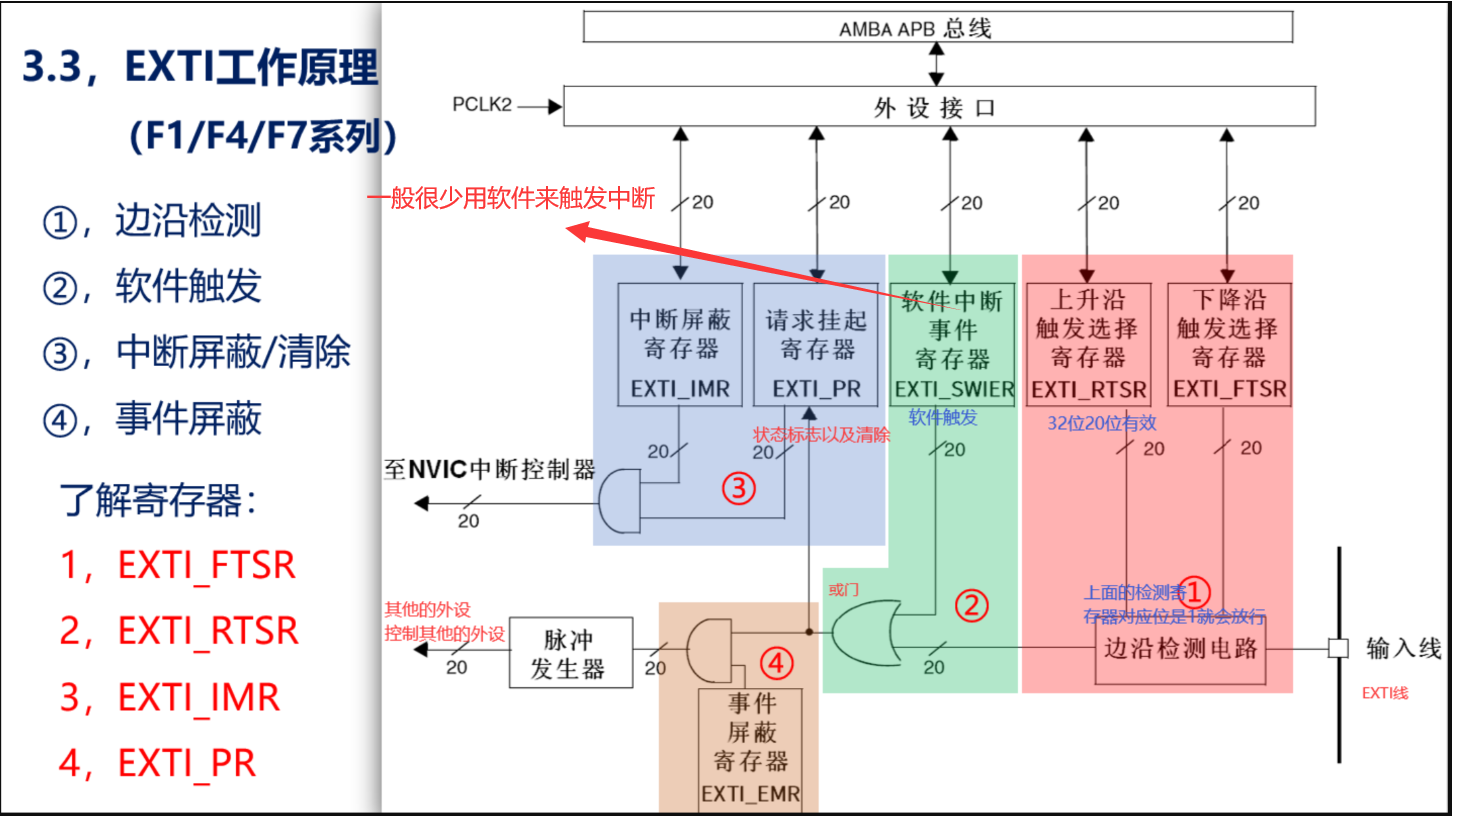 3.3，EXTI工作原理
（F1/F4/F7系列）
①，边沿检测
②，软件触发
③，中断屏蔽/清除
④，事件屏蔽
了解寄存器：
1，EXTI_FTSR
2，EXTI_RTSR
3，EXTI_IMR
4，EXTI_PR
AMBA APB 总线
PCLK2
外设接口
一般很少用软件来触发中断
20
20
20
20
20
中断屏蔽
寄存器
EXTI_IMR
请求挂起
寄存器
EXTI_PR
软件中断
事件
寄存器
EXTI_SWIER
上升沿
触发选择
寄存器
EXTI_RTSR
下降沿
触发选择
寄存器
EXTI_FTSR
软件触发
32位20位有效
状态标志以及清除
20
20
20
20
20
至NVIC中断控制器
20
③
或门
②
上面的检测寄
存器对应位是1就会放行
①
其他的外设
控制其他的外设
20
脉冲
发生器
20
④
20
边沿检测电路
输入线
EXTI线
事件
屏蔽
寄存器
EXTI_EMR